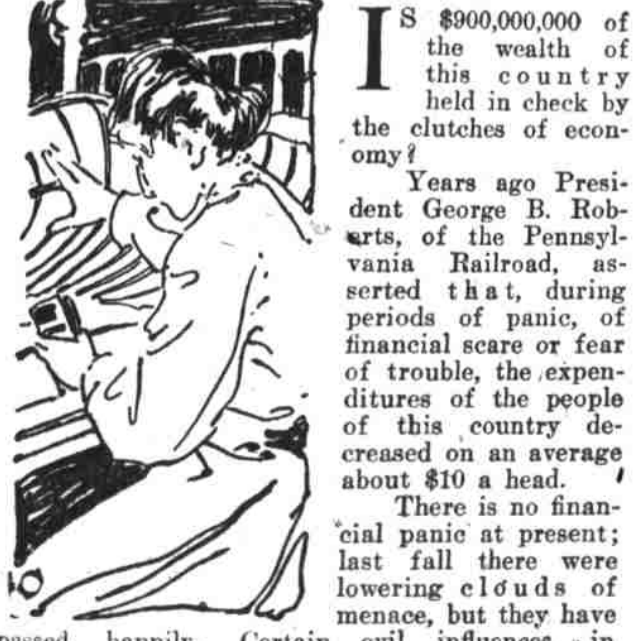 IS $900,000,000 of
the wealth of
this country
held in check by
the clutches of econ-
omy?
Years ago Presi-
dent George B. Rob-
erts, of the Pennsyl-
vania Railroad, as-
serted that, during
periods of panic, of
financial scare or fear
of trouble, the expen-
ditures of the people
of this country de-
creased on an average
about $10 a head.
There is no finan-
cial panic at present;
last fall there were
lowering clouds of
menace, but they have
passed happily. Certain evil influences in